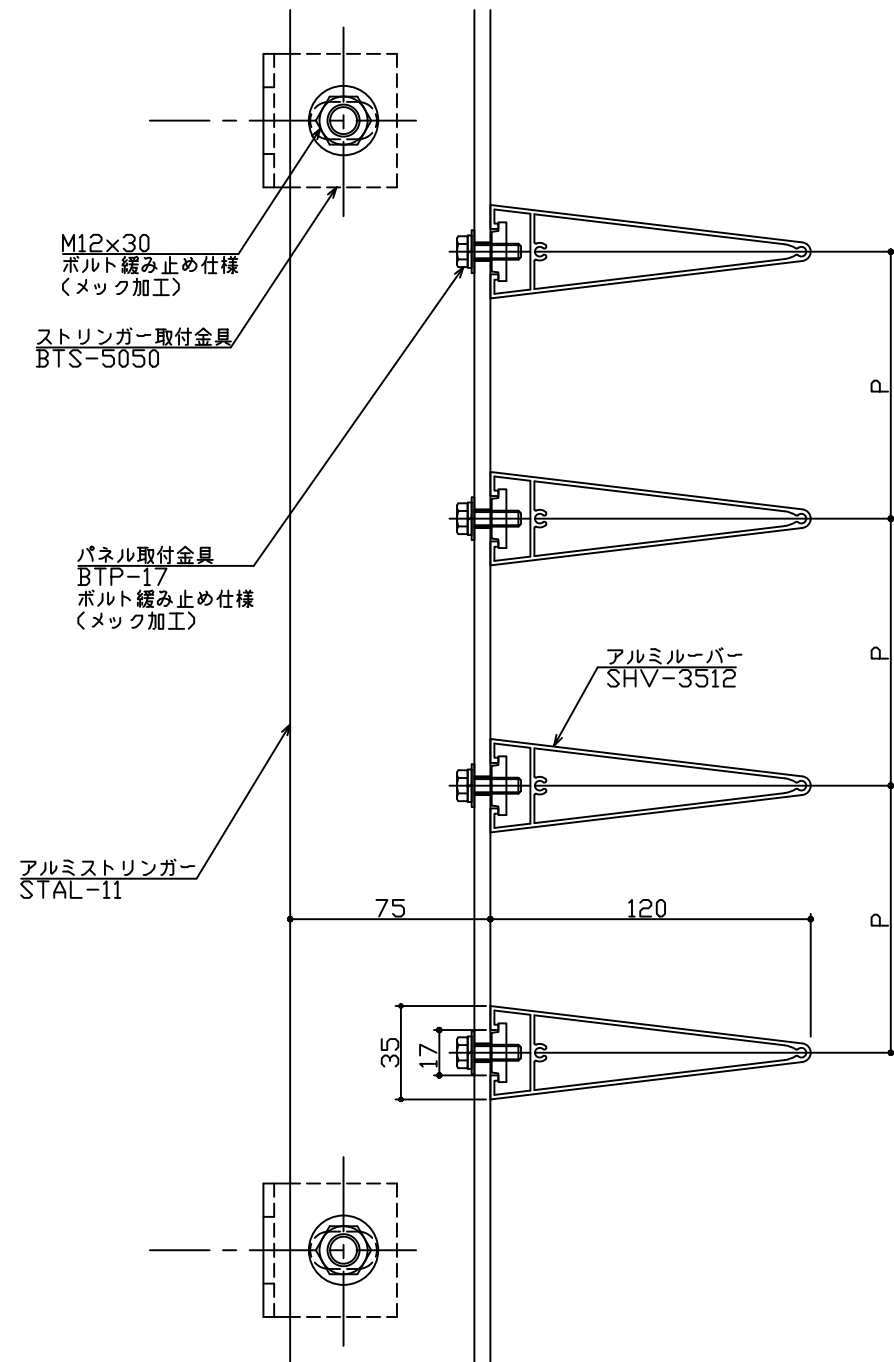 M12×30
ボルト緩み止め仕様
(メック加工)
ストリンガー取付金具
BTS-5050
P
パネル取付金具
BTP-17
ボルト緩み止め仕様
(メック加工)
アルミルーバー
SHV-3512
P
アルミストリンガー
STAL-11
75
120
P
35
17